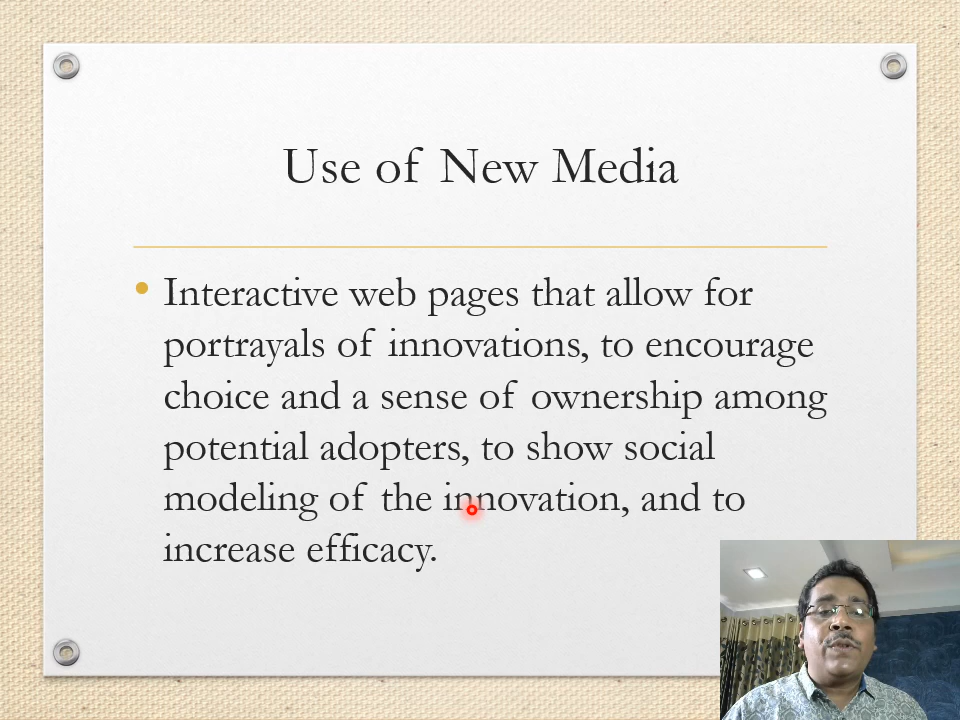 Use of New Media
• Interactive web pages that allow for
portrayals of innovations, to encourage
choice and a sense of ownership among
potential adopters, to show social
modeling of the innovation, and to
increase efficacy.